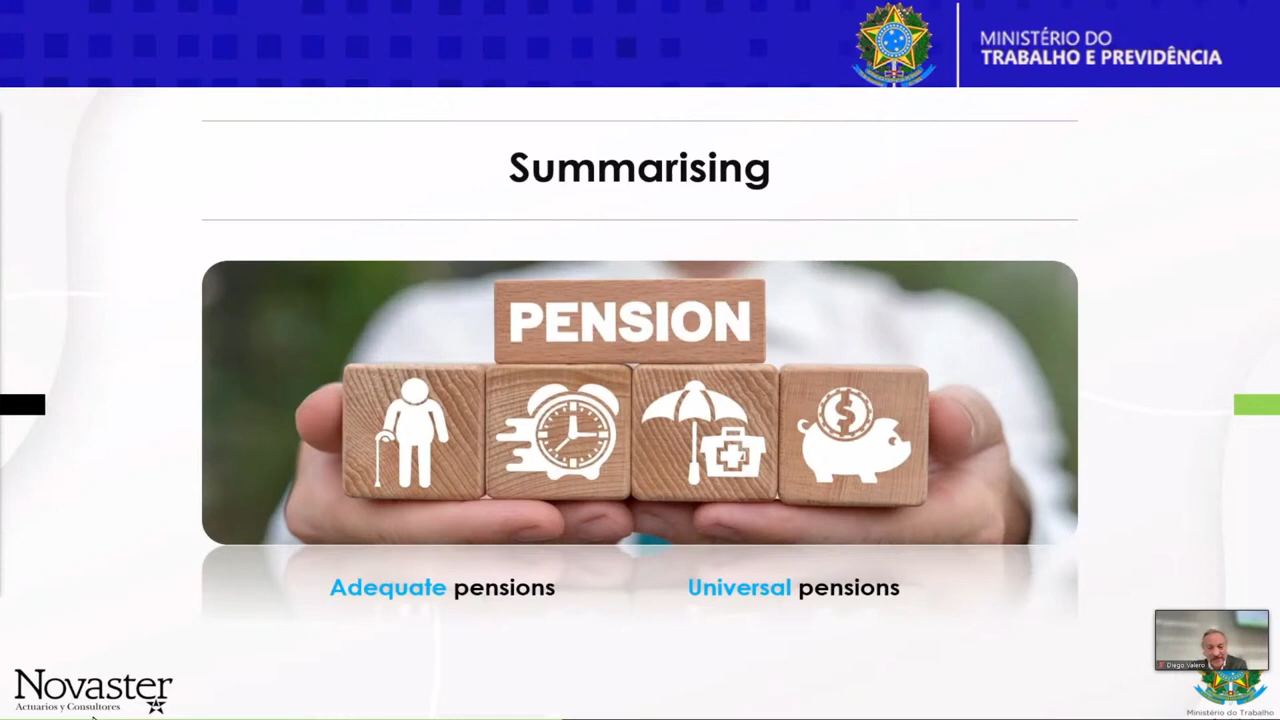 MINISTÉRIO DO
TRABALHO E PREVIDÊNCIA
Summarising
PENSION
Adequate pensions
Universal pensions
Diego Valero
Novaster
Actuarios y Consultores
Ministério do Trabalho